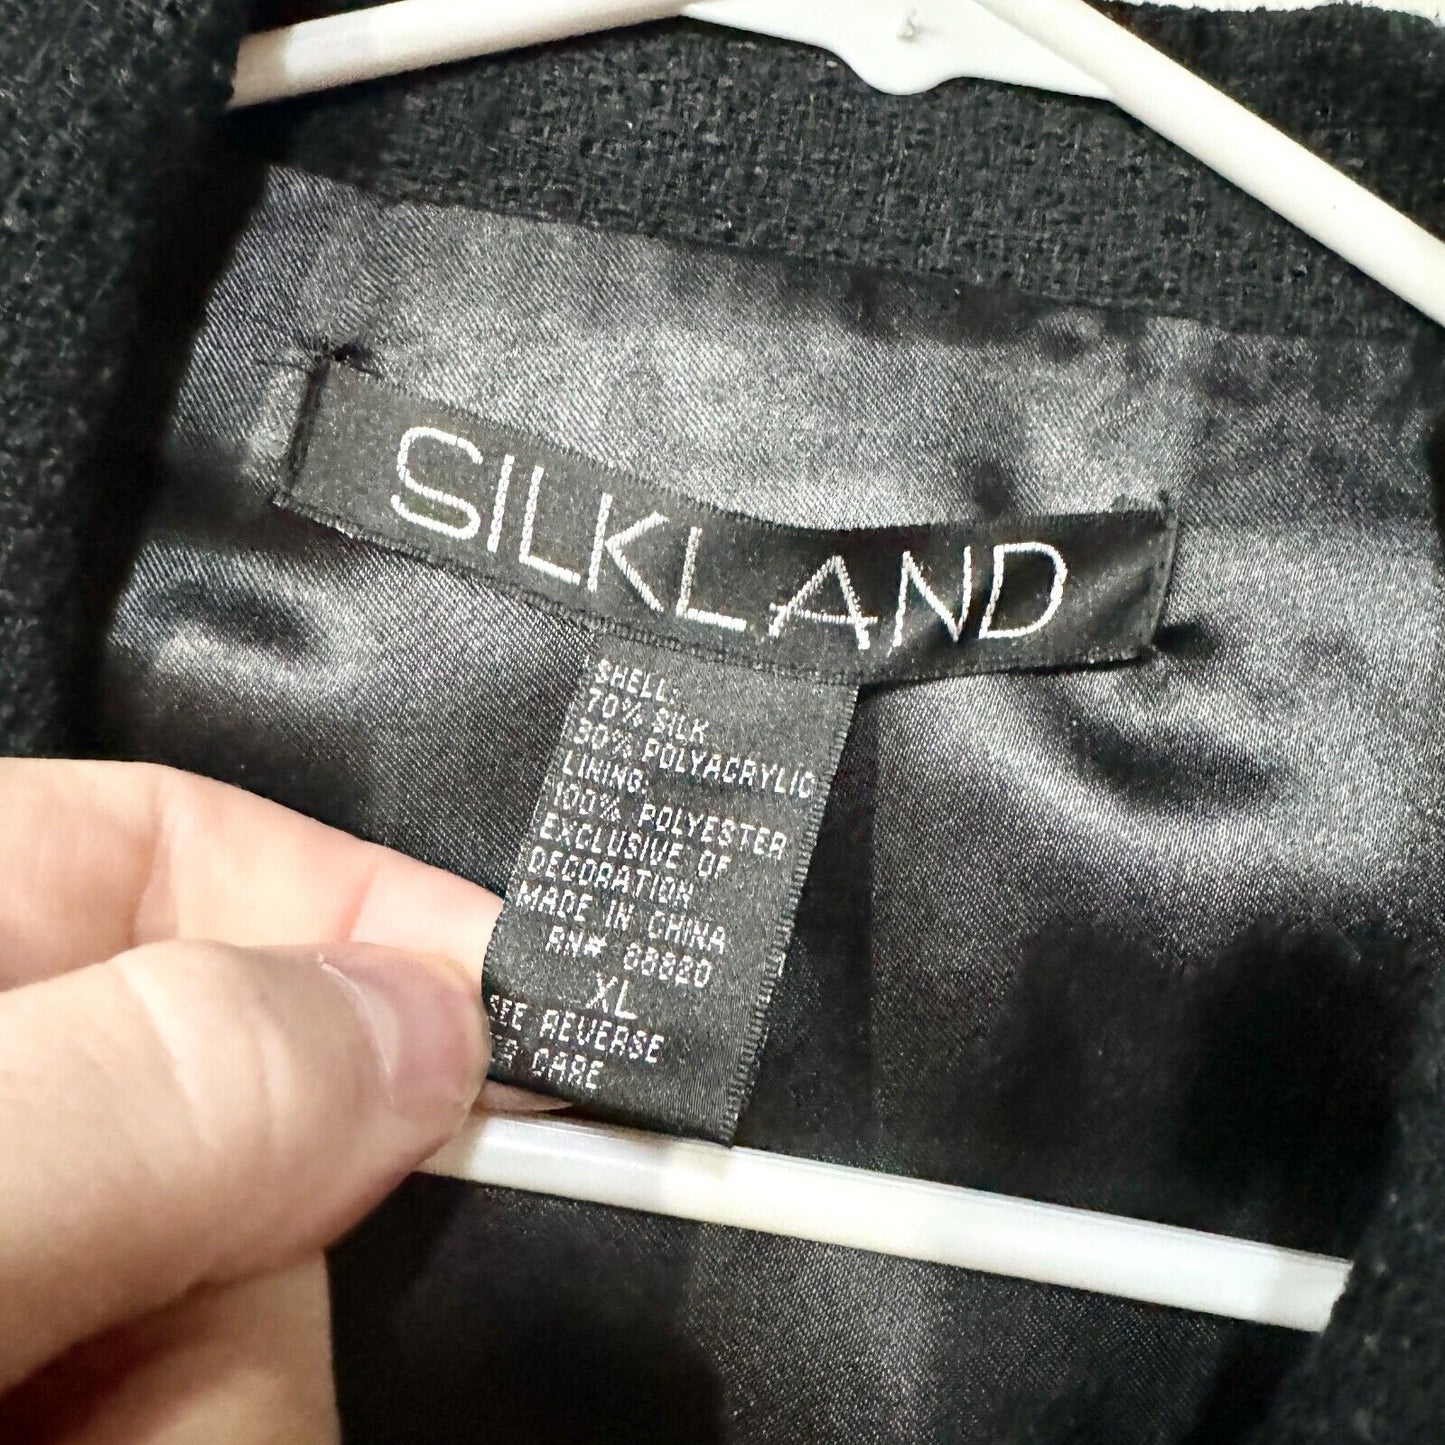 SILKLAND
SHELL:
70% SILK
30% POLYACRYLIC
LINING:
100% POLYESTER
EXCLUSIVE OF
DECORATION
MADE IN CHINA
RN#
XL
SEE REVERSE
CARE